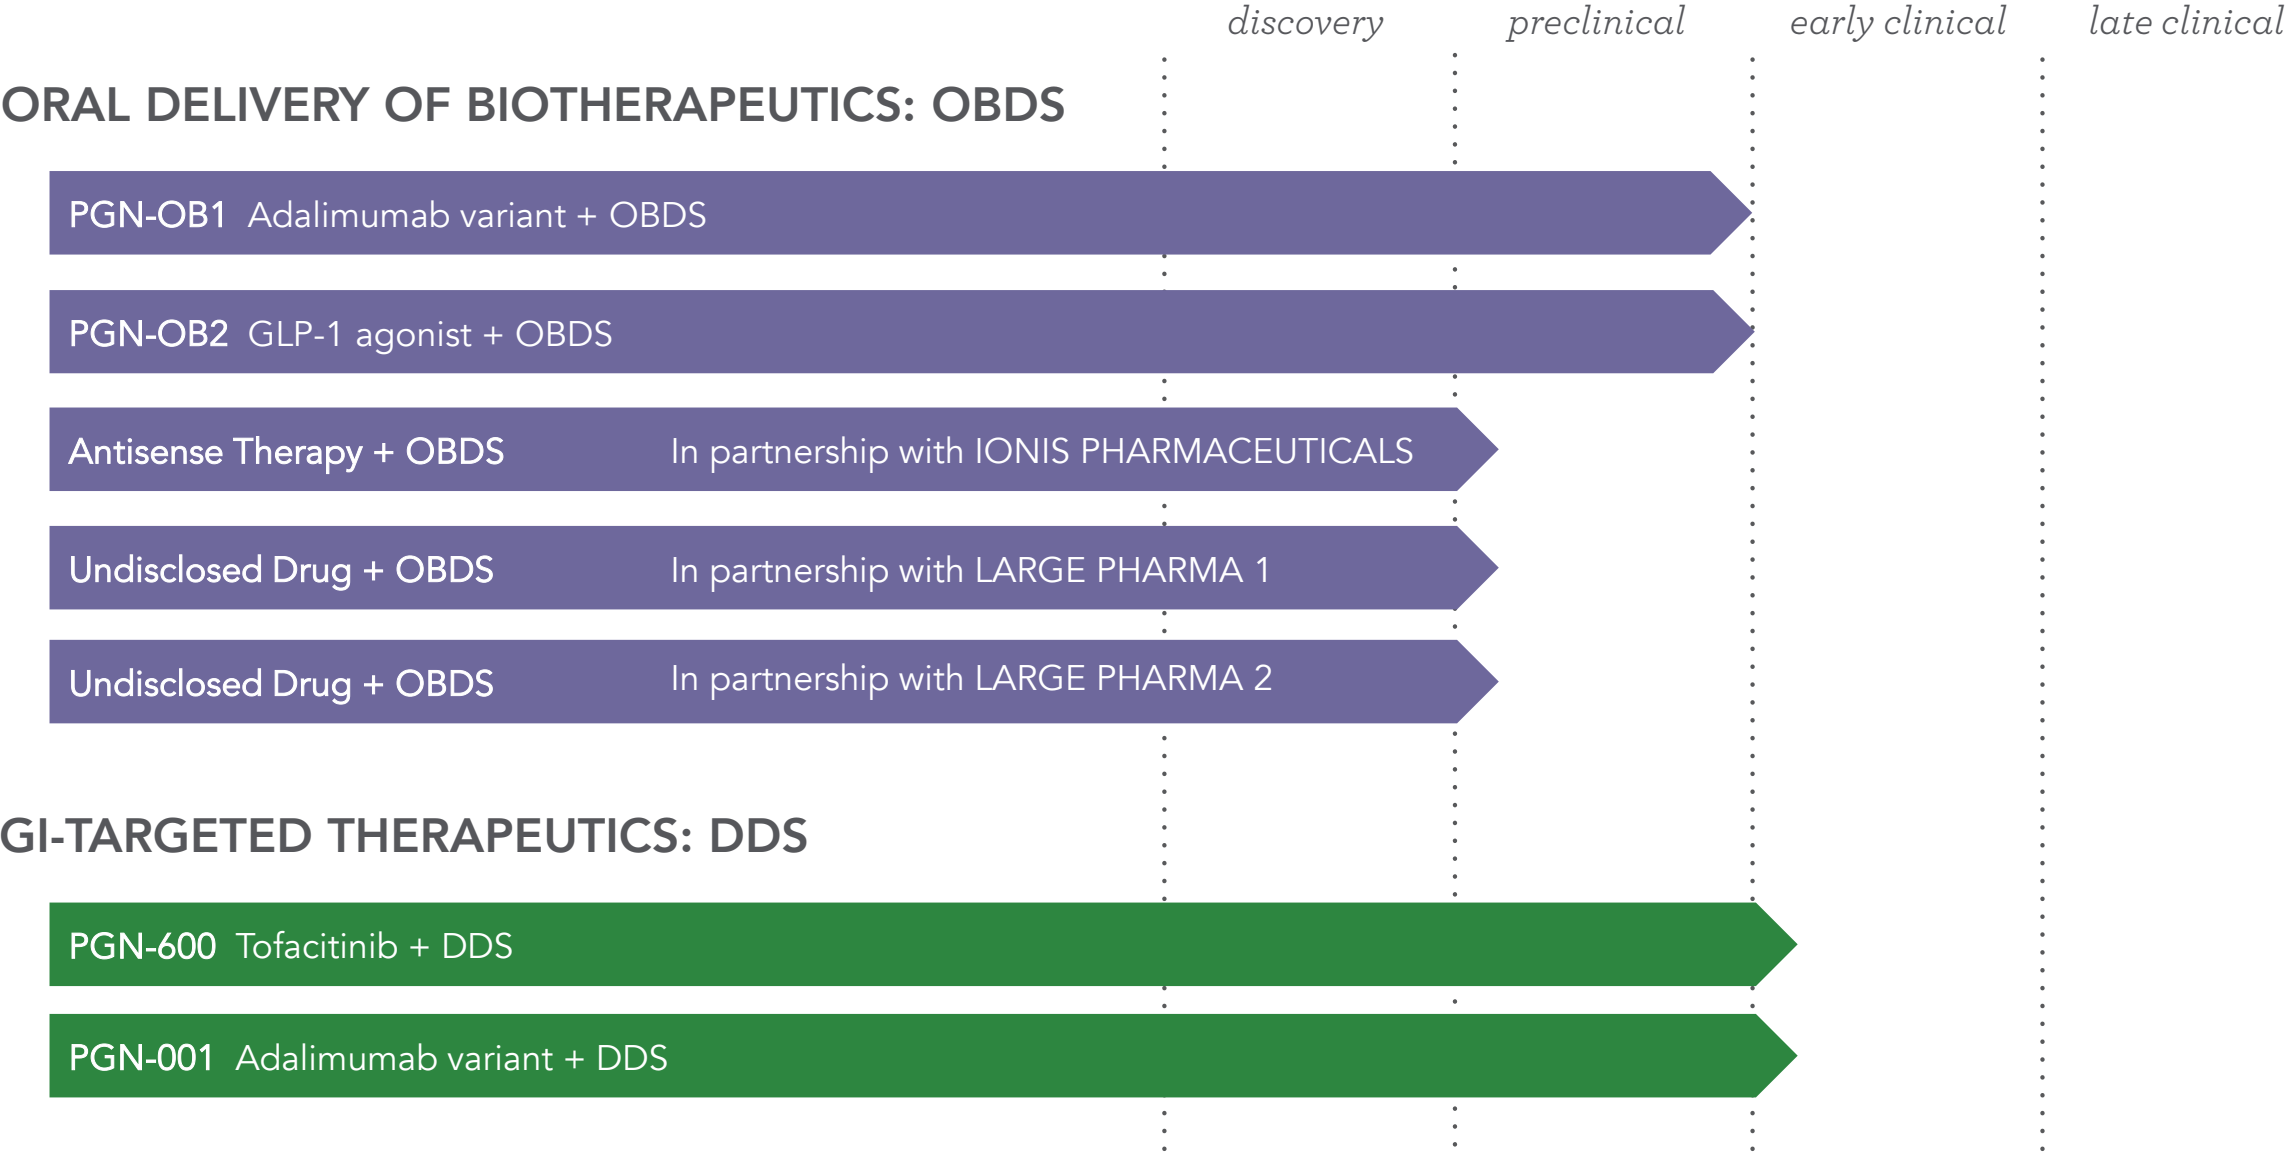 discovery preclinical early clinical late clinical
ORAL DELIVERY OF BIOTHERAPEUTICS: OBDS
PGN-OB1 Adalimumab variant + OBDS
PGN-OB2 GLP-1 agonist + OBDS
Antisense Therapy + OBDS In partnership with IONIS PHARMACEUTICALS
Undisclosed Drug + OBDS In partnership with LARGE PHARMA 1
Undisclosed Drug + OBDS In partnership with LARGE PHARMA 2
GI-TARGETED THERAPEUTICS: DDS
PGN-600 Tofacitinib + DDS
PGN-001 Adalimumab variant + DDS